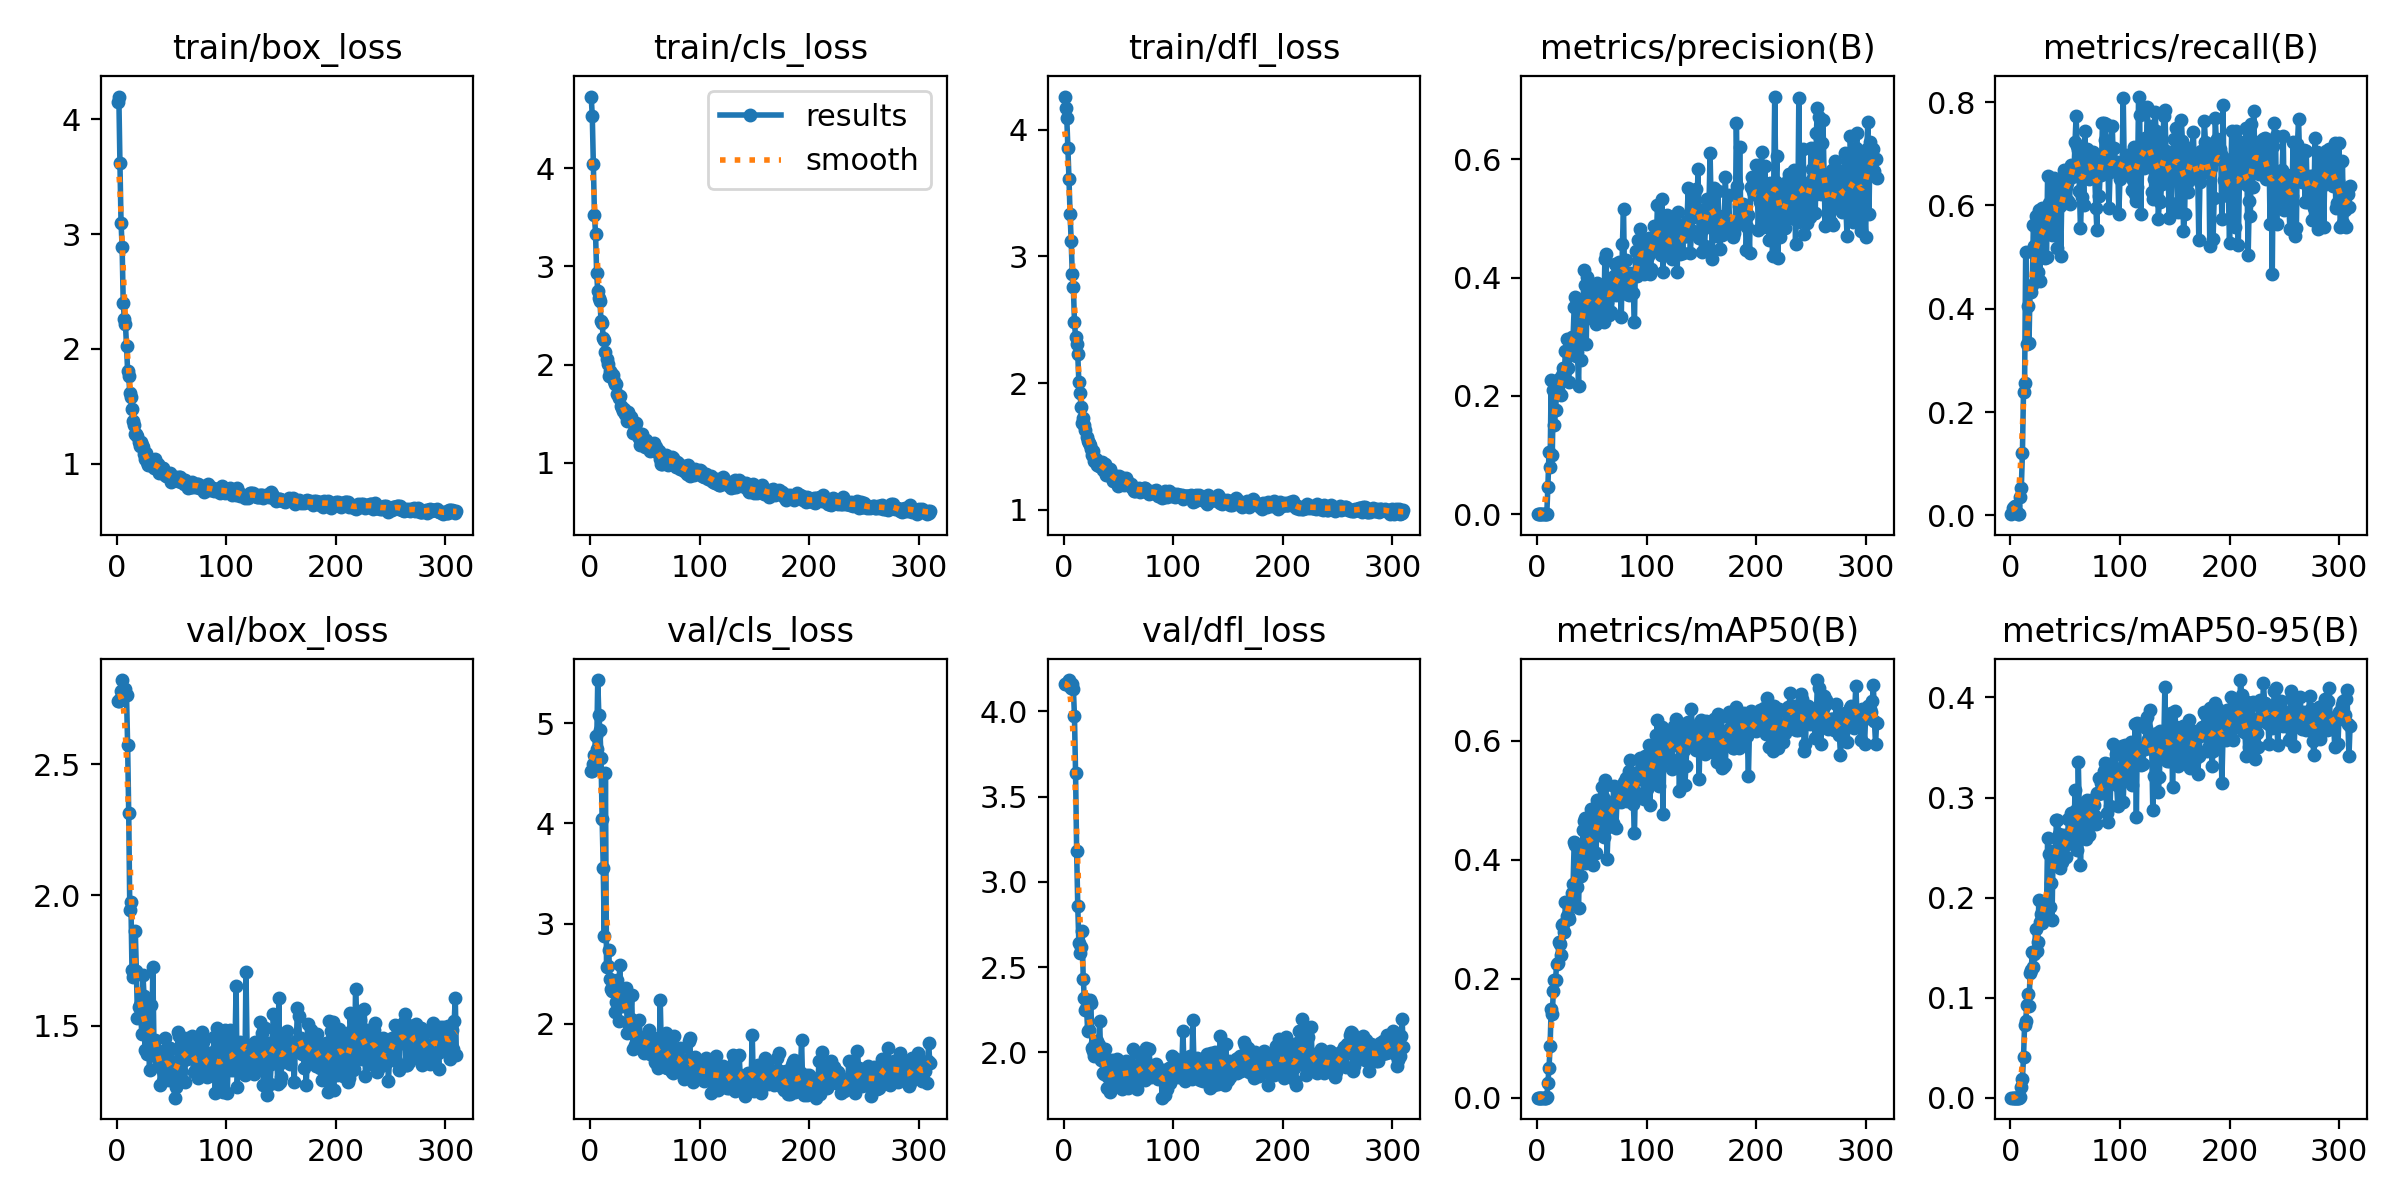 train/box_loss
4
3
2
1
0 100 200 300
train/cls_loss
results
smooth
4
3
2
1
0 100 200 300
train/dfl_loss
4
3
2
1
0 100 200 300
metrics/precision(B)
0.6
0.4
0.2
0.0
0 100 200 300
metrics/recall(B)
0.8
0.6
0.4
0.2
0.0
0 100 200 300
val/box_loss
2.5
2.0
1.5
0 100 200 300
val/cls_loss
5
4
3
2
0 100 200 300
val/dfl_loss
4.0
3.5
3.0
2.5
2.0
0 100 200 300
metrics/mAP50(B)
0.6
0.4
0.2
0.0
0 100 200 300
metrics/mAP50-95(B)
0.4
0.3
0.2
0.1
0.0
0 100 200 300